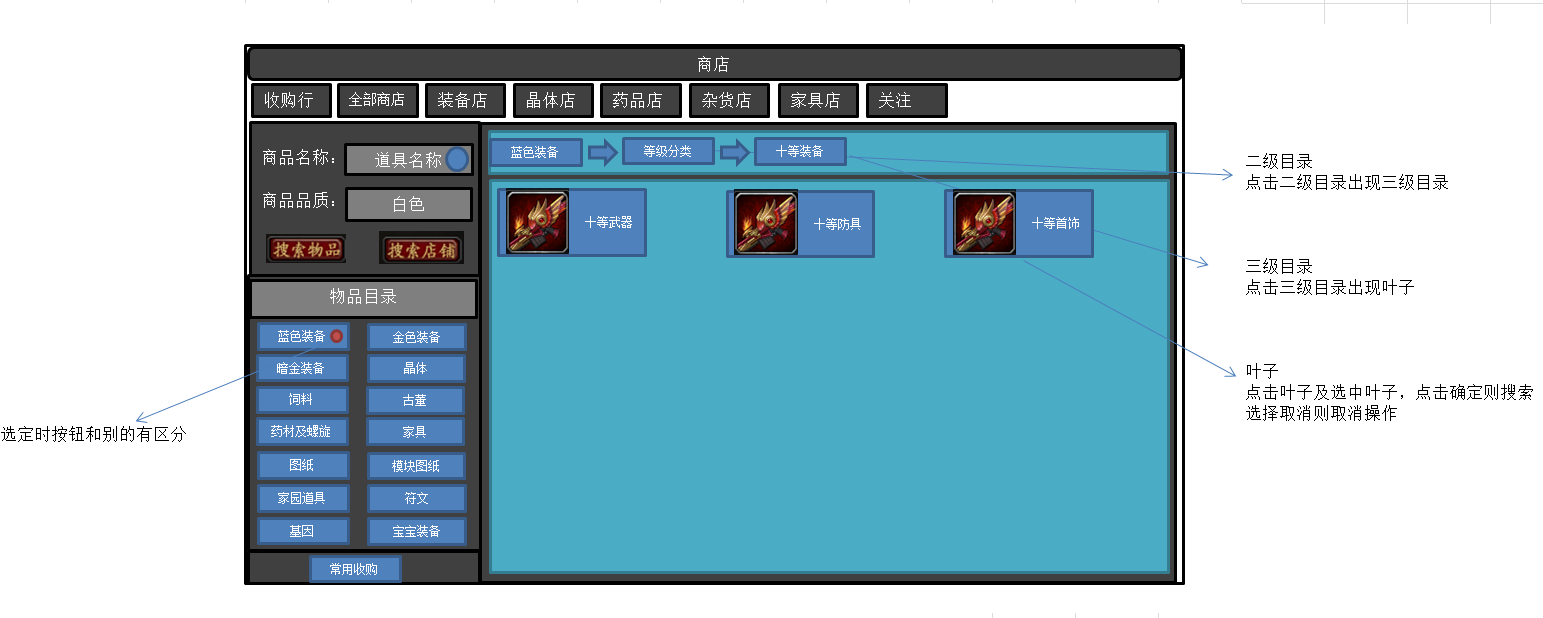 商店
收购行
全部商店
装备店
晶体店
药品店
杂货店
家具店
关注
商品名称：
道具名称
商品品质：
白色
搜索物品
搜索店铺
物品目录
蓝色装备
金色装备
暗金装备
晶体
饲料
古董
药材及螺旋
家具
图纸
模块图纸
家园道具
符文
基因
宝宝装备
常用收购
蓝色装备
等级分类
十等装备
十等武器
十等防具
十等首饰
二级目录
点击二级目录出现三级目录
三级目录
点击三级目录出现叶子
叶子
点击叶子及选中叶子，点击确定则搜索
选择取消则取消操作
选定时按钮和别的有区分